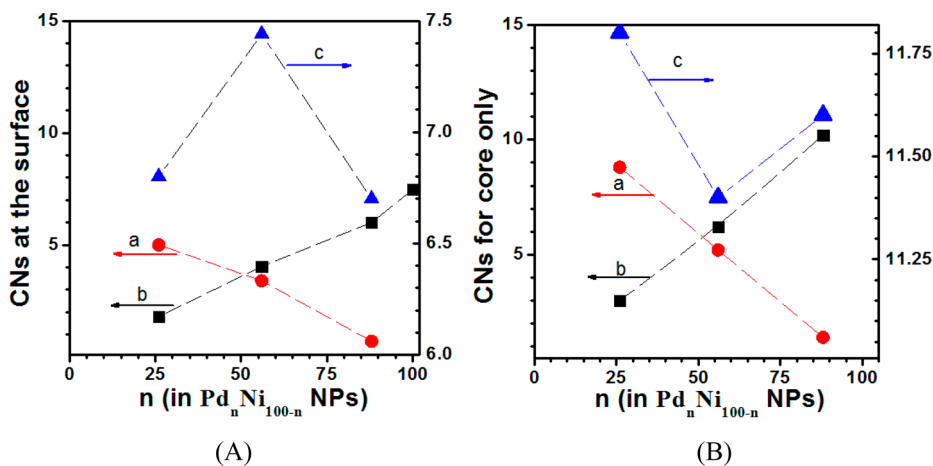 15
10
5
CNs at the surface
7.5
7.0
6.5
6.0
c
a
b
0
25
50
75
100
n (in PdnNi100-n NPs)
(A)
15
10
5
CNs for core only
11.75
11.50
11.25
c
a
b
0
25
50
75
100
n (in PdnNi100-n NPs)
(B)